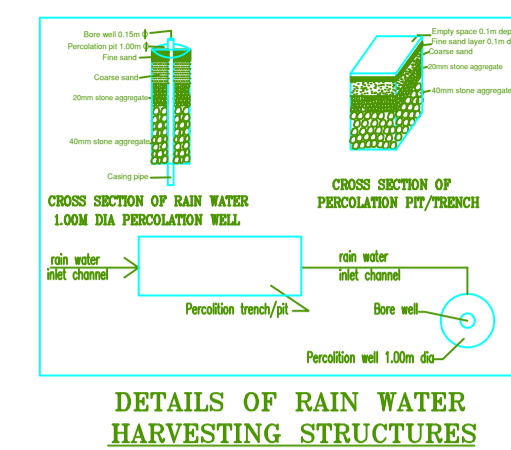 Bore well 0.15m ϕ
Percolation pit 1.00m ϕ
Fine sand
Coarse sand
20mm stone aggregate
40mm stone aggregate
Casing pipe
CROSS SECTION OF RAIN WATER
1.00M DIA PERCOLATION WELL
Empty space 0.1m dep
Fine sand layer 0.1m d
Coarse sand
20mm stone aggregate
40mm stone aggregate
CROSS SECTION OF
PERCOLATION PIT/TRENCH
rain water
inlet channel
Percolition trench/pit
rain water
inlet channel
Bore well
Percolition well 1.00m dia
DETAILS OF RAIN WATER
HARVESTING STRUCTURES